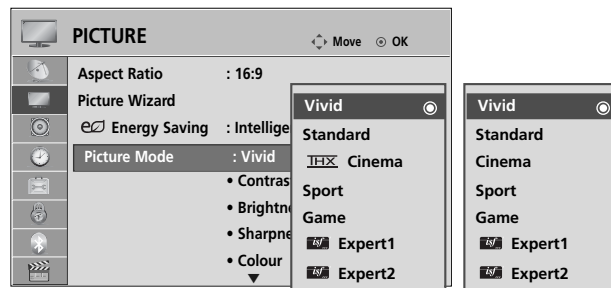 PICTURE
Move OK
Aspect Ratio : 16:9
Picture Wizard
Energy Saving : Intellige
Picture Mode : Vivid
• Contras
• Brightn
• Sharpne
• Colour
Vivid
Standard
THX Cinema
Sport
Game
isf Expert1
isf Expert2
Vivid
Standard
Cinema
Sport
Game
isf Expert1
isf Expert2